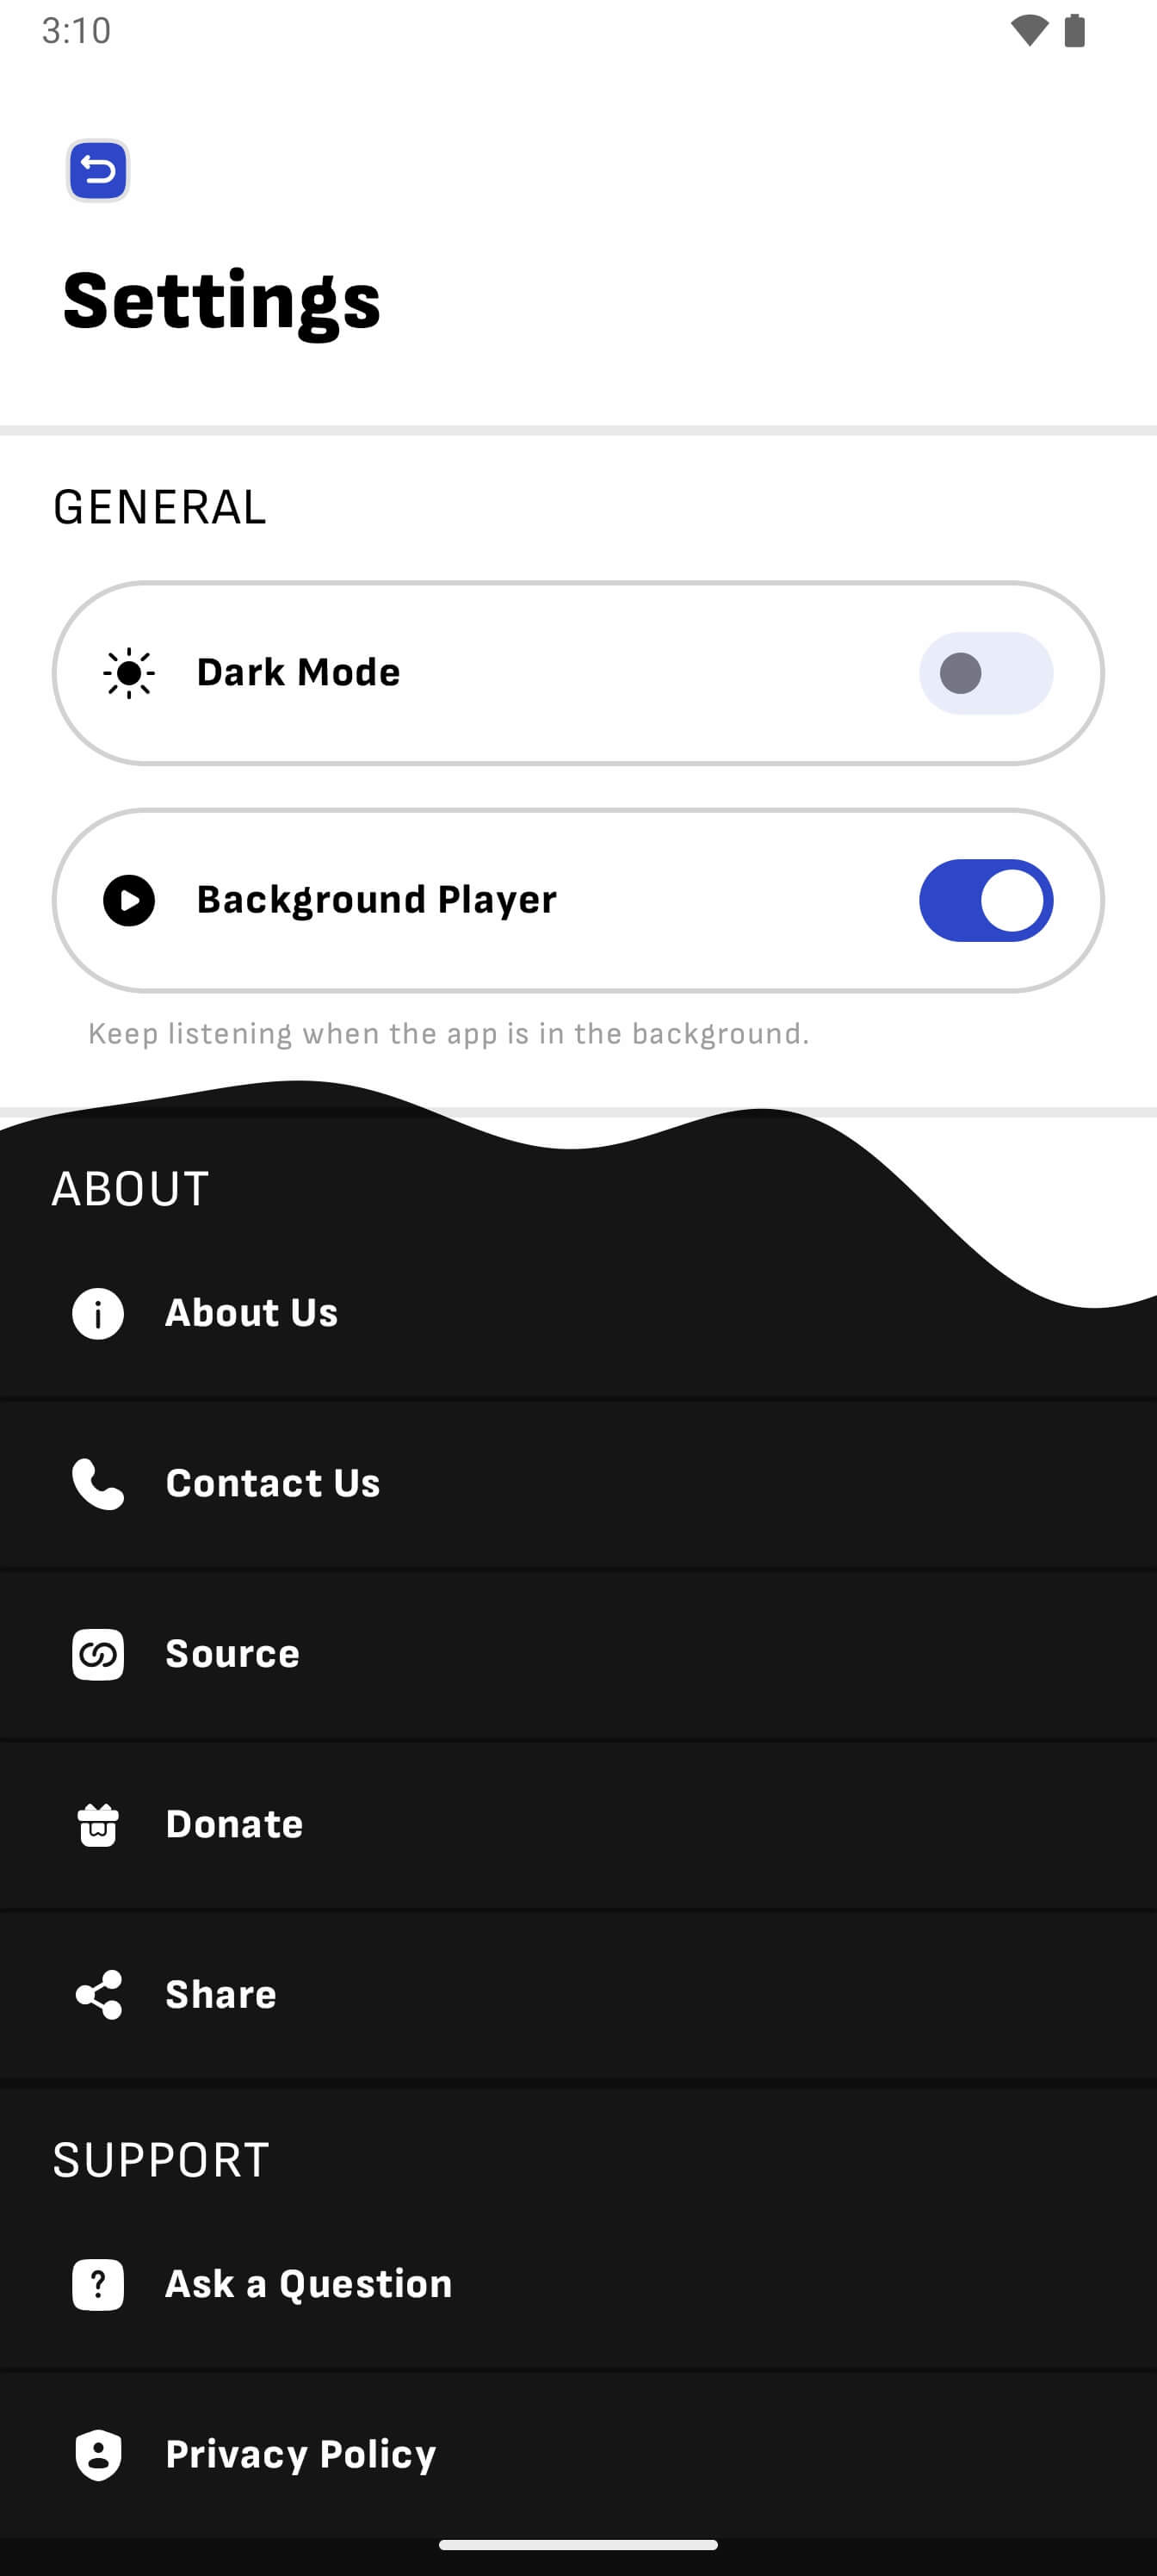 3:10
Settings
GENERAL
Dark Mode
Background Player
Keep listening when the app is in the background.
ABOUT
About Us
Contact Us
Source
Donate
Share
SUPPORT
Ask a Question
Privacy Policy